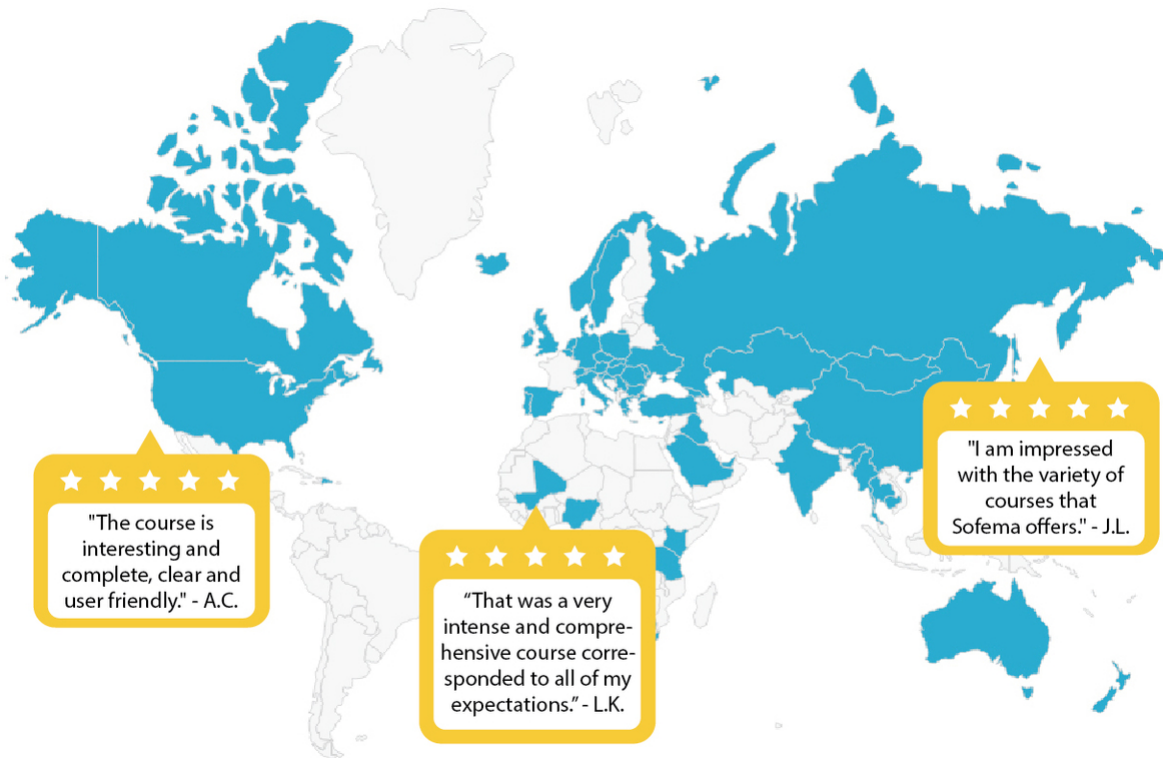 "The course is
interesting and
complete, clear and
user friendly." - A.C.
“That was a very
intense and compre-
hensive course corre-
sponded to all of my
expectations.” - L.K.
"I am impressed
with the variety of
courses that
Sofema offers." - J.L.